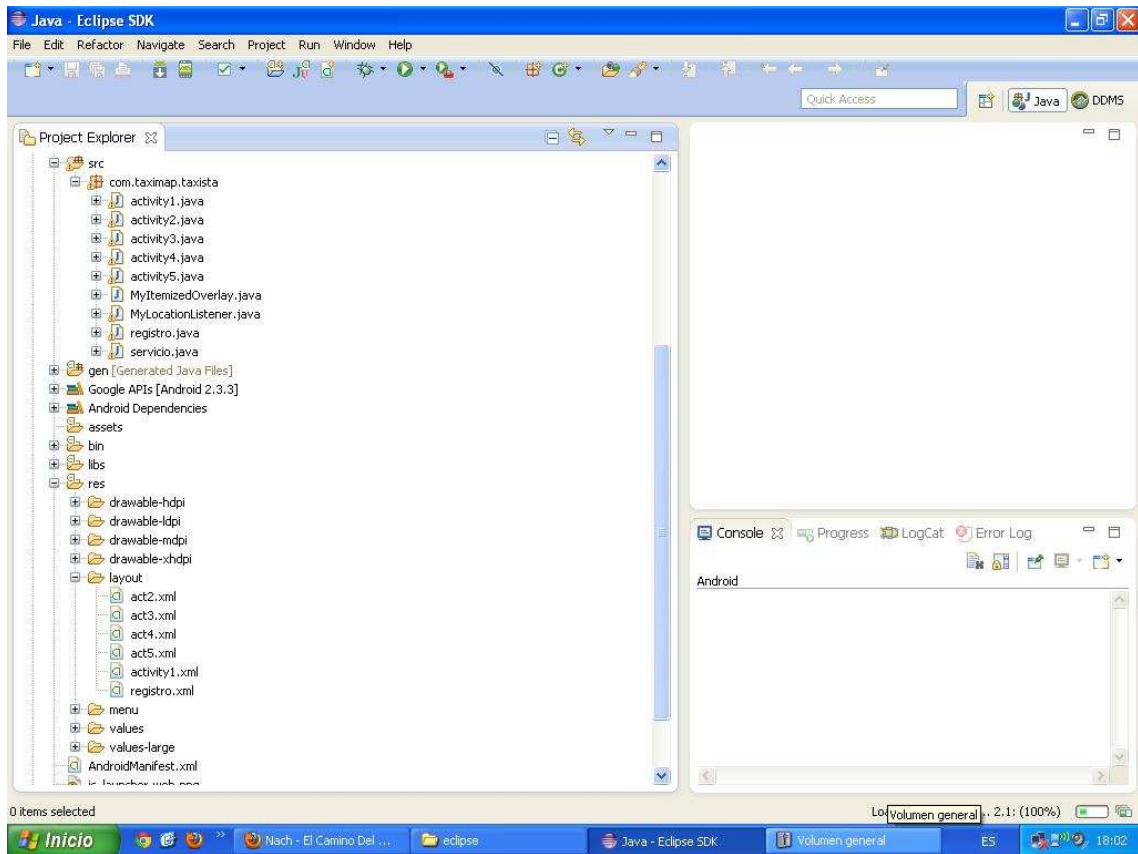 Java - Eclipse SDK
File Edit Refactor Navigate Search Project Run Window Help
Quick Access
Java
DDMS
Project Explorer
src
com.taximap.taxista
activity1.java
activity2.java
activity3.java
activity4.java
activity5.java
MyItemizedOverlay.java
MyLocationListener.java
registro.java
servicio.java
gen [Generated Java Files]
Google APIs [Android 2.3.3]
Android Dependencies
assets
bin
libs
res
drawable-hdpi
drawable-ldpi
drawable-mdpi
drawable-xhdpi
layout
act2.xml
act3.xml
act4.xml
act5.xml
activity1.xml
registro.xml
menu
values
values-large
AndroidManifest.xml
Console Progress LogCat Error Log
Android
0 items selected
Volumen general
2.1: (100%)
Inicio
Nach - El Camino Del ...
eclipse
Java - Eclipse SDK
Volumen general
ES
18:02